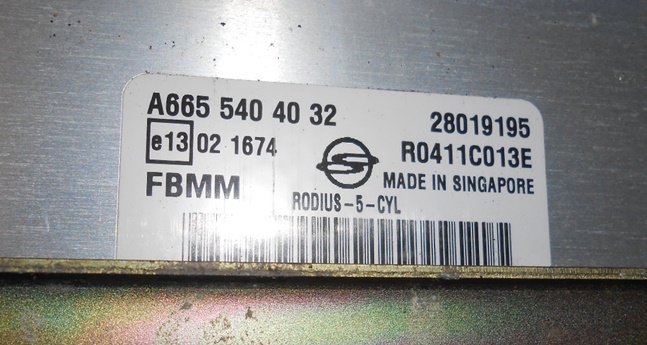 A665 540 40 32 28019195
e13 02 1674 R0411C013E
FBMM MADE IN SINGAPORE
RODIUS-5-CYL